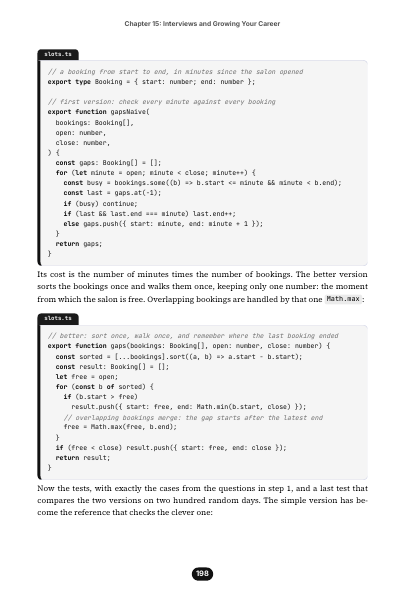 Chapter 15: Interviews and Growing Your Career
slots.ts
// a booking from start to end, in minutes since the salon opened
export type Booking = { start: number; end: number };
// first version: check every minute against every booking
export function gapsNaive(
bookings: Booking[],
open: number,
close: number,
) {
const gaps: Booking[] = [];
for (let minute = open; minute < close; minute++) {
const busy = bookings.some((b) => b.start <= minute && minute < b.end);
const last = gaps.at(-1);
if (busy) continue;
if (last && last.end === minute) last.end++;
else gaps.push({ start: minute, end: minute + 1 });
}
return gaps;
}
Its cost is the number of minutes times the number of bookings. The better version
sorts the bookings once and walks them once, keeping only one number: the moment
from which the salon is free. Overlapping bookings are handled by that one Math.max:
slots.ts
// better: sort once, walk once, and remember where the last booking ended
export function gaps(bookings: Booking[], open: number, close: number) {
const sorted = [...bookings].sort((a, b) => a.start - b.start);
const result: Booking[] = [];
let free = open;
for (const b of sorted) {
if (b.start > free)
result.push({ start: free, end: Math.min(b.start, close) });
// overlapping bookings merge: the gap starts after the latest end
free = Math.max(free, b.end);
}
if (free < close) result.push({ start: free, end: close });
return result;
}
Now the tests, with exactly the cases from the questions in step 1, and a last test that
compares the two versions on two hundred random days. The simple version has be-
come the reference that checks the clever one:
198